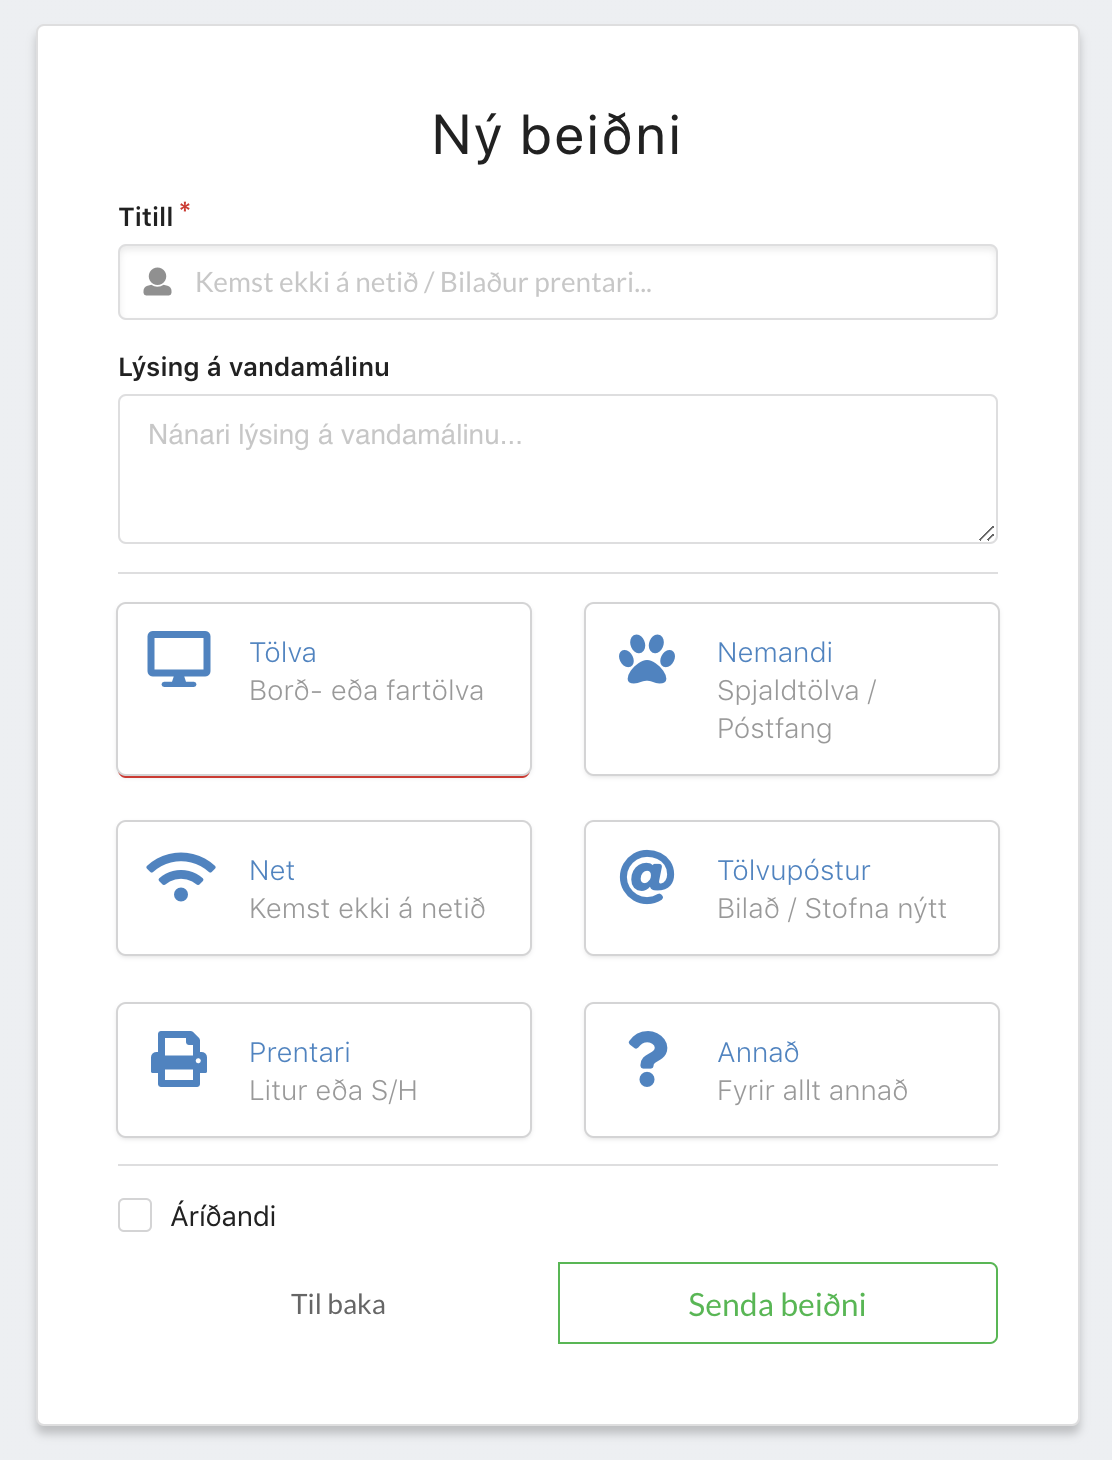 Ný beiðni
Titill *
Kemst ekki á netið / Bilaður prentari...
Lýsing á vandamálinu
Nánari lýsing á vandamálinu...
Tölva
Borð- eða fartölva
Nemandi
Spjaldtölva /
Póstfang
Net
Kemst ekki á netið
Tölvupóstur
Bilað / Stofna nýtt
Prentari
Litur eða S/H
Annað
Fyrir allt annað
Áríðandi
Til baka
Senda beiðni